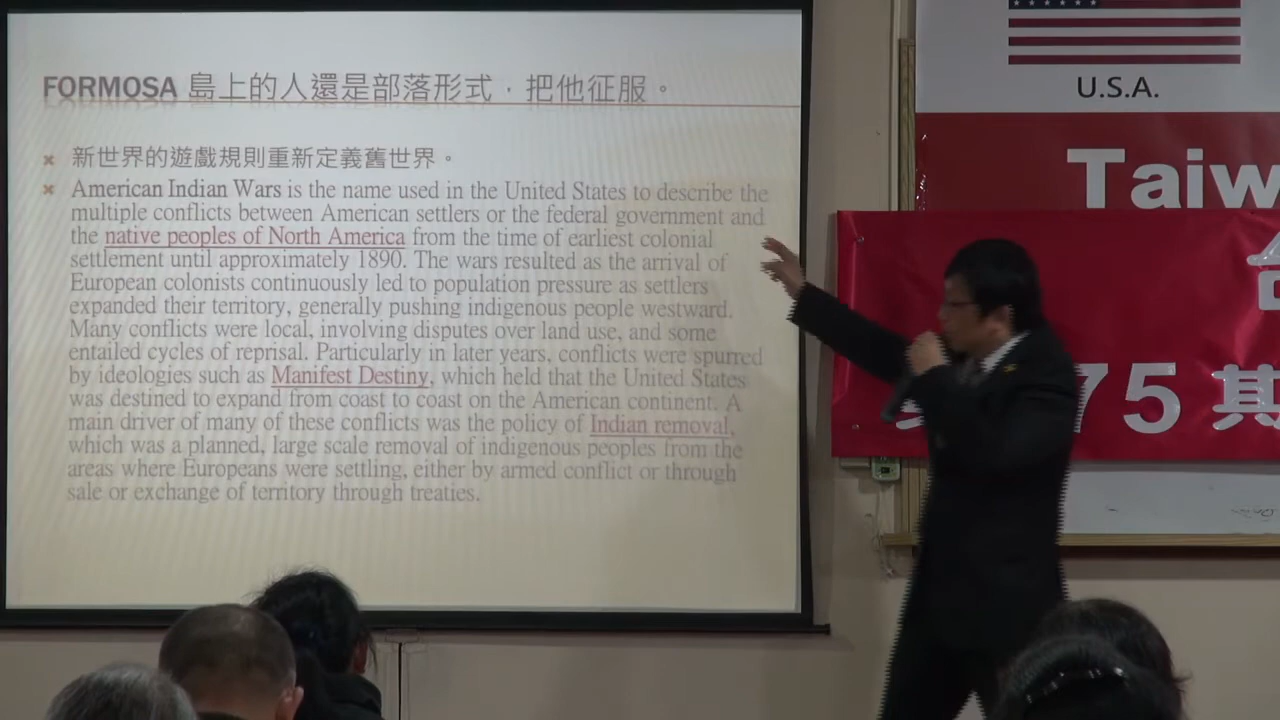 FORMOSA 島上的人還是部落形式，把他征服。
新世界的遊戲規則重新定義舊世界。
American Indian Wars is the name used in the United States to describe the
multiple conflicts between American settlers or the federal government and
the native peoples of North America from the time of earliest colonial
settlement until approximately 1890. The wars resulted as the arrival of
European colonists continuously led to population pressure as settlers
expanded their territory, generally pushing indigenous people westward.
Many conflicts were local, involving disputes over land use, and some
entailed cycles of reprisal. Particularly in later years, conflicts were spurred
by ideologies such as Manifest Destiny, which held that the United States
was destined to expand from coast to coast on the American continent. A
main driver of many of these conflicts was the policy of Indian removal,
which was a planned, large scale removal of indigenous peoples from the
areas where Europeans were settling, either by armed conflict or through
sale or exchange of territory through treaties.
U.S.A.
Taiw
75 期